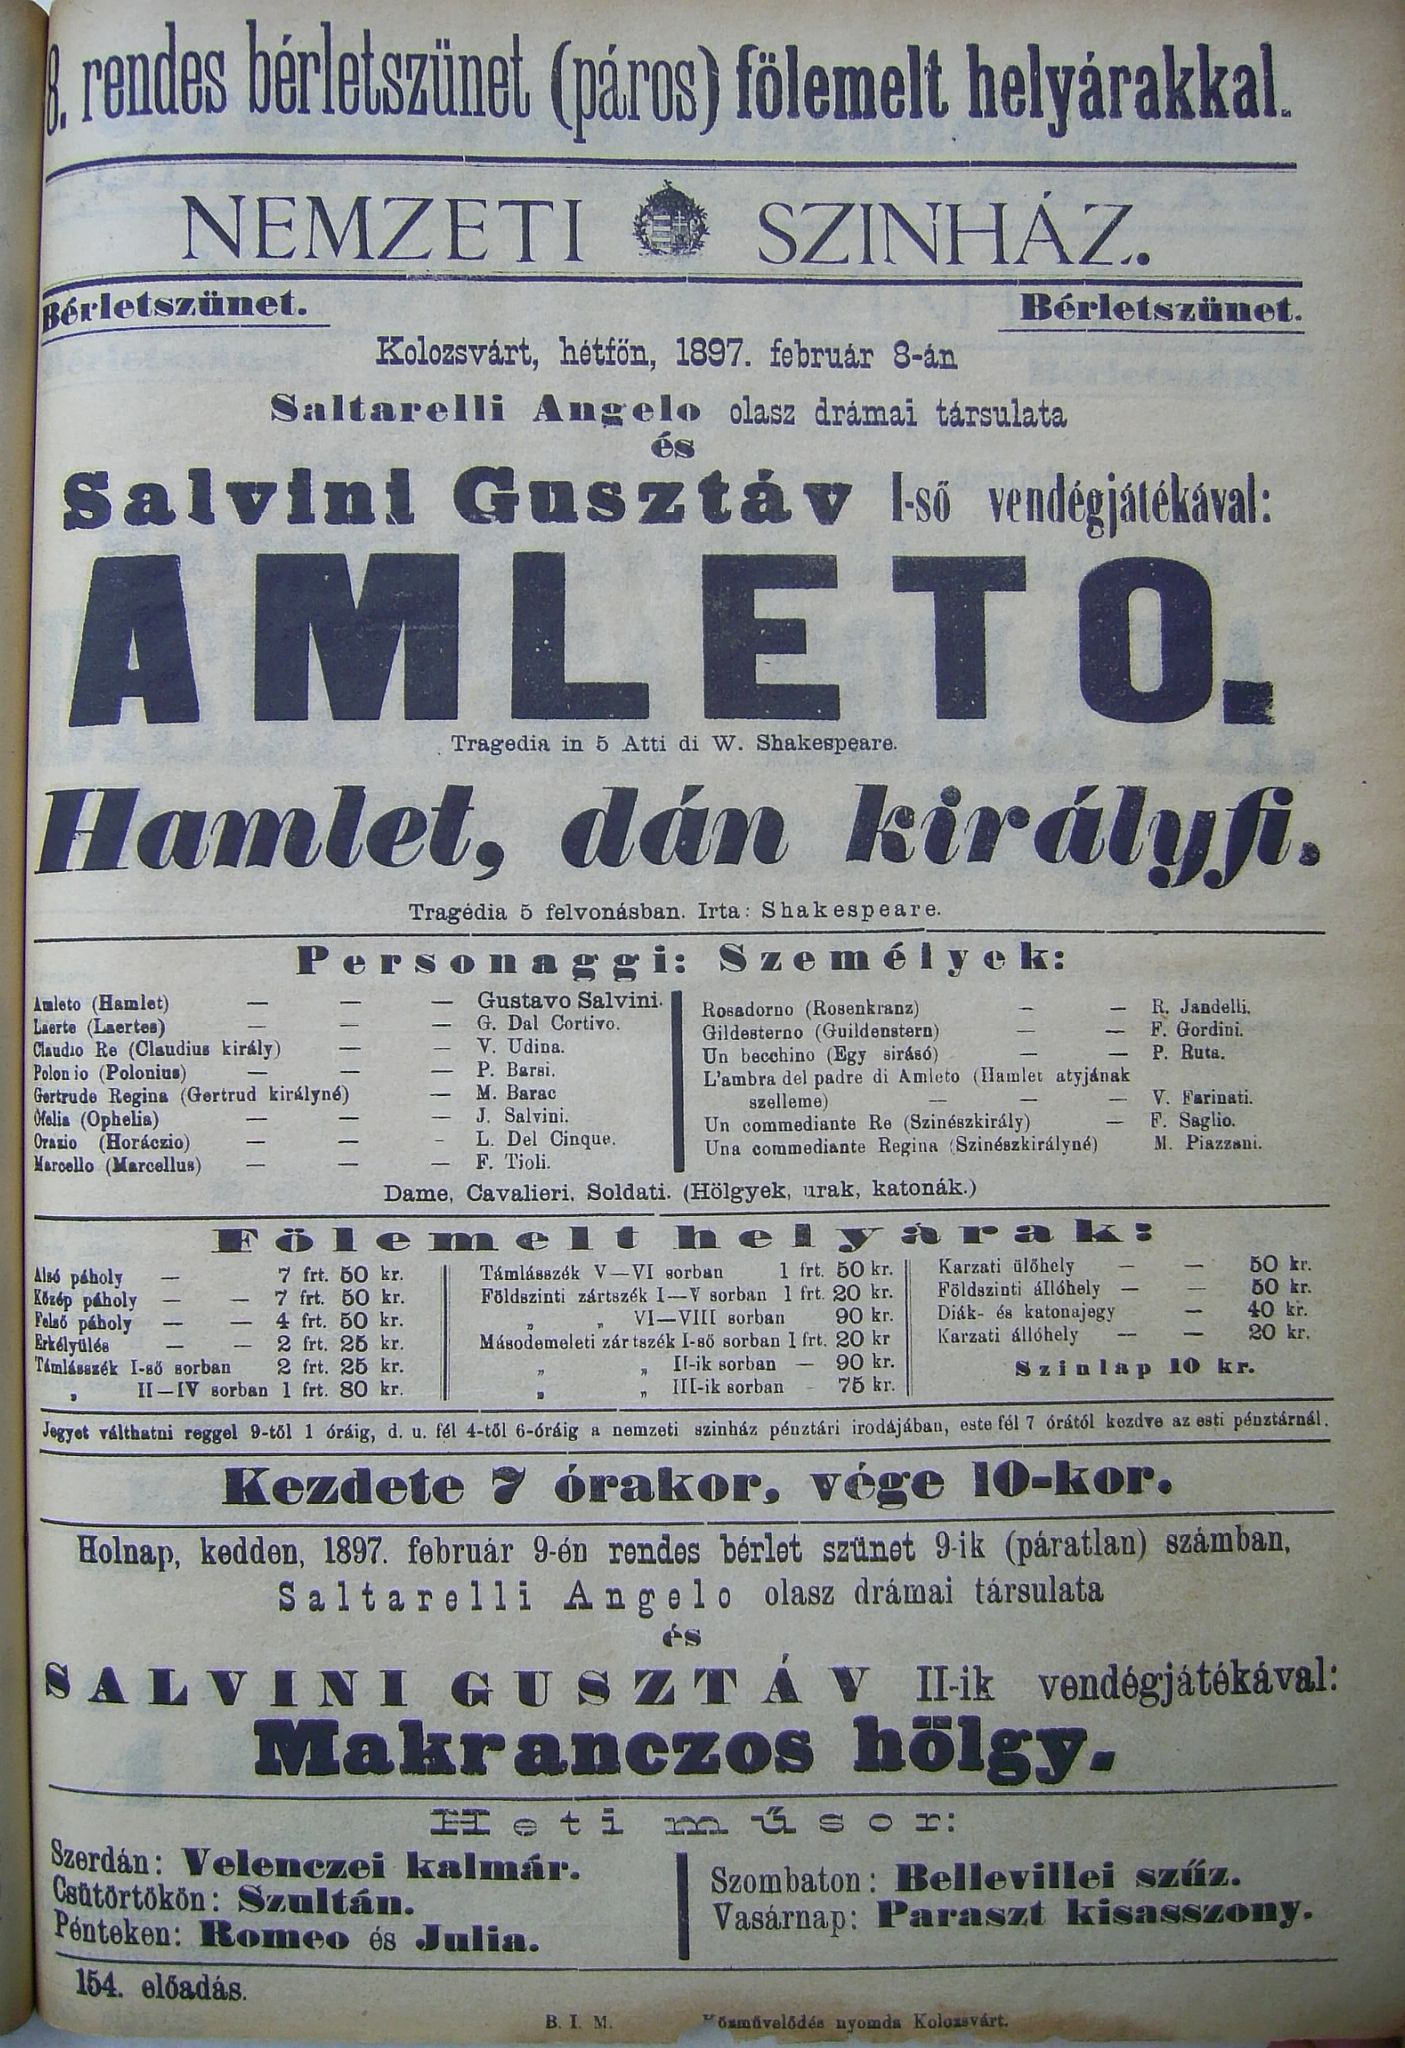 8. rendes bérletszünet (páros) fölemelt helyárakkal.
NEMZETI SZINHÁZ.
Bérletszünet. Bérletszünet.
Kolozsvárt, hétfőn, 1897. február 8-án
Saltarelli Angelo olasz drámai társulata
és
Salvini Gusztáv I-ső vendégjátékával:
AMLETO.
Tragedia in 5 Atti di W. Shakespeare.
Hamlet, dán királyfi.
Tragédia 5 felvonásban. Irta: Shakespeare.
Personaggi: Személyek:
Amleto (Hamlet) — — — Gustavo Salvini.
Laerte (Laertes) — — — G. Dal Cortivo.
Claudio Re (Claudius király) — — V. Udina.
Polonio (Polonius) — — — P. Barsi.
Gertrude Regina (Gertrud királyné) — M. Barac
Ofelia (Ophelia) — — — J. Salvini.
Orazio (Horáczio) — — - L. Del Cinque.
Marcello (Marcellus) — — — F. Tioli.
Rosadorno (Rosenkranz) — — R. Jandelli.
Gildesterno (Guildenstern) — — F. Gordini.
Un becchino (Egy sirásó) — — P. Ruta.
L'ambra del padre di Amleto (Hamlet atyjának
szelleme) — — — V. Farinati.
Un commediante Re (Szinészkirály) — F. Saglio.
Una commediante Regina (Szinészkirályné) M. Piazzani.
Dame, Cavalieri. Soldati. (Hölgyek, urak, katonák.)
Fölemelt helyárak:
Alsó páholy — 7 frt. 50 kr.
Közép páholy — — 7 frt. 50 kr.
Felső páholy — — 4 frt. 50 kr.
Erkélyülés — — 2 frt. 25 kr.
Támlásszék I-ső sorban 2 frt. 25 kr.
„ II—IV sorban 1 frt. 80 kr.
Támlásszék V—VI sorban 1 frt. 50 kr.
Földszinti zártszék I—V sorban 1 frt. 20 kr.
„ „ VI—VIII sorban 90 kr.
Másodemeleti zártszék I-ső sorban 1 frt. 20 kr
„ „ II-ik sorban — 90 kr.
„ „ III-ik sorban - 75 kr.
Karzati ülőhely — — 50 kr.
Földszinti állóhely — — 50 kr.
Diák- és katonajegy — 40 kr.
Karzati állóhely — — 20 kr.
Szinlap 10 kr.
Jegyet válthatni reggel 9-től 1 óráig, d. u. fél 4-től 6-óráig a nemzeti szinház pénztári irodájában, este fél 7 órától kezdve az esti pénztárnál.
Kezdete 7 órakor, vége 10-kor.
Holnap, kedden, 1897. február 9-én rendes bérlet szünet 9-ik (páratlan) számban,
Saltarelli Angelo olasz drámai társulata
és
SALVINI GUSZTÁV II-ik vendégjátékával:
Makranczos hölgy.
Heti műsor:
Szerdán: Velenczei kalmár.
Csütörtökön: Szultán.
Pénteken: Romeo és Julia.
Szombaton: Bellevillei szűz.
Vasárnap: Paraszt kisasszony.
154. előadás.
B. I. M. Közművelődés nyomda Kolozsvárt.